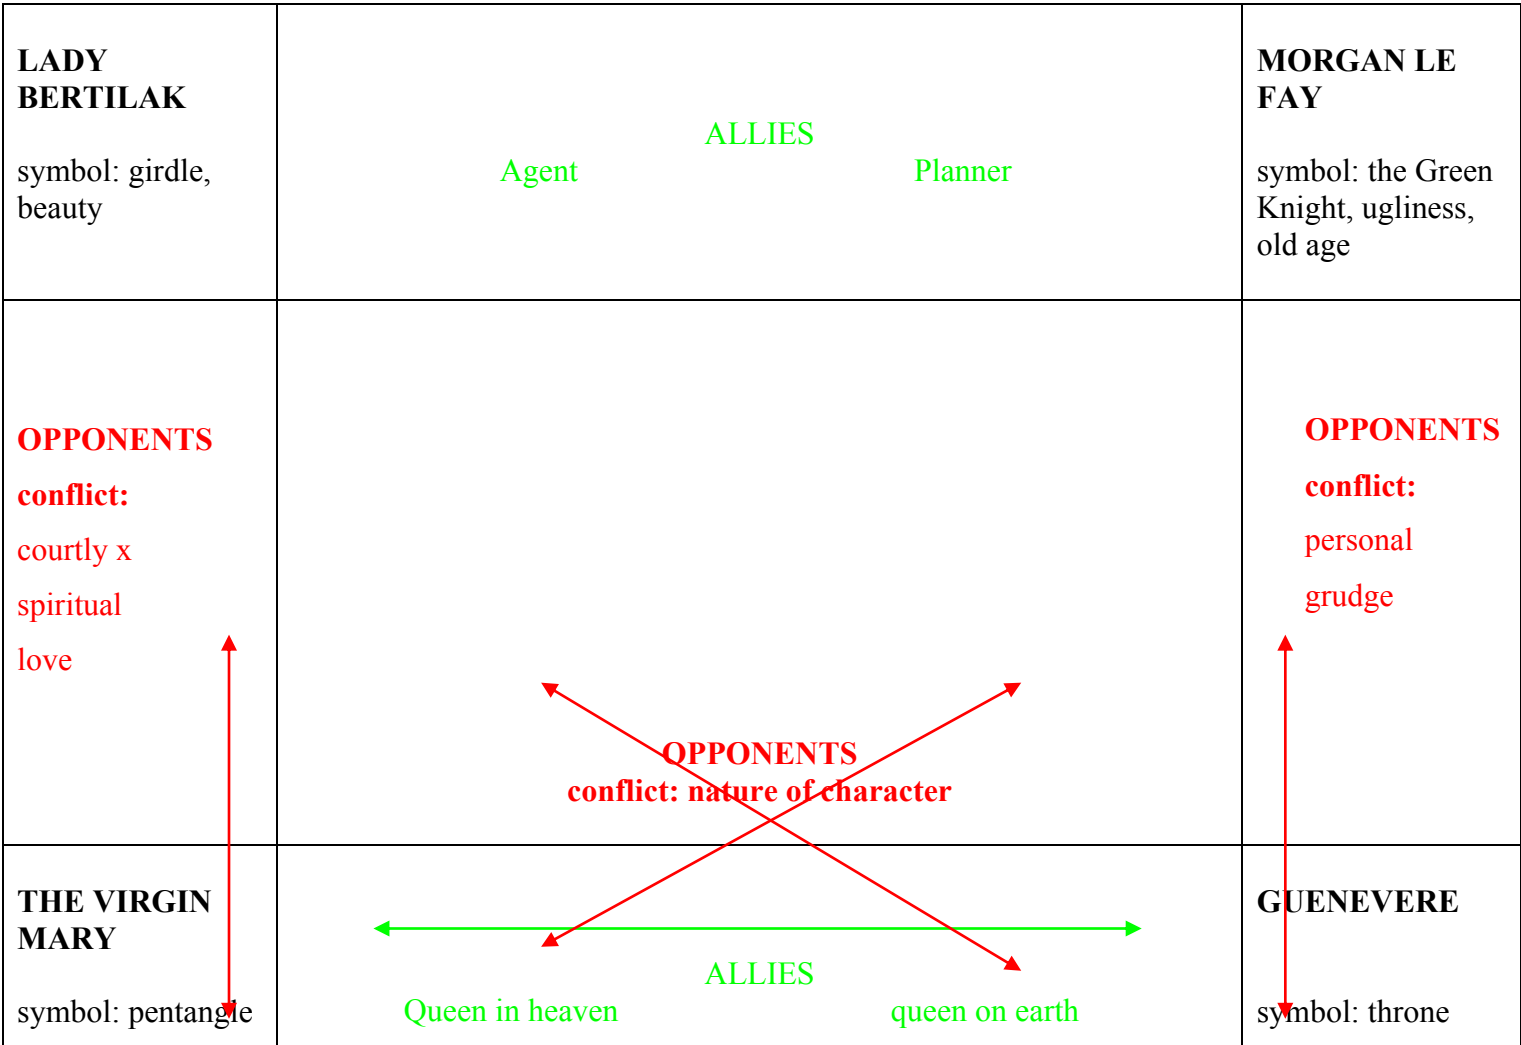 LADY
BERTILAK
symbol: girdle,
beauty
ALLIES
Agent Planner
MORGAN LE
FAY
symbol: the Green
Knight, ugliness,
old age
OPPONENTS
conflict:
courtly x
spiritual
love
OPPONENTS
conflict: nature of character
OPPONENTS
conflict:
personal
grudge
THE VIRGIN
MARY
symbol: pentangle
ALLIES
Queen in heaven queen on earth
GUENEVERE
symbol: throne